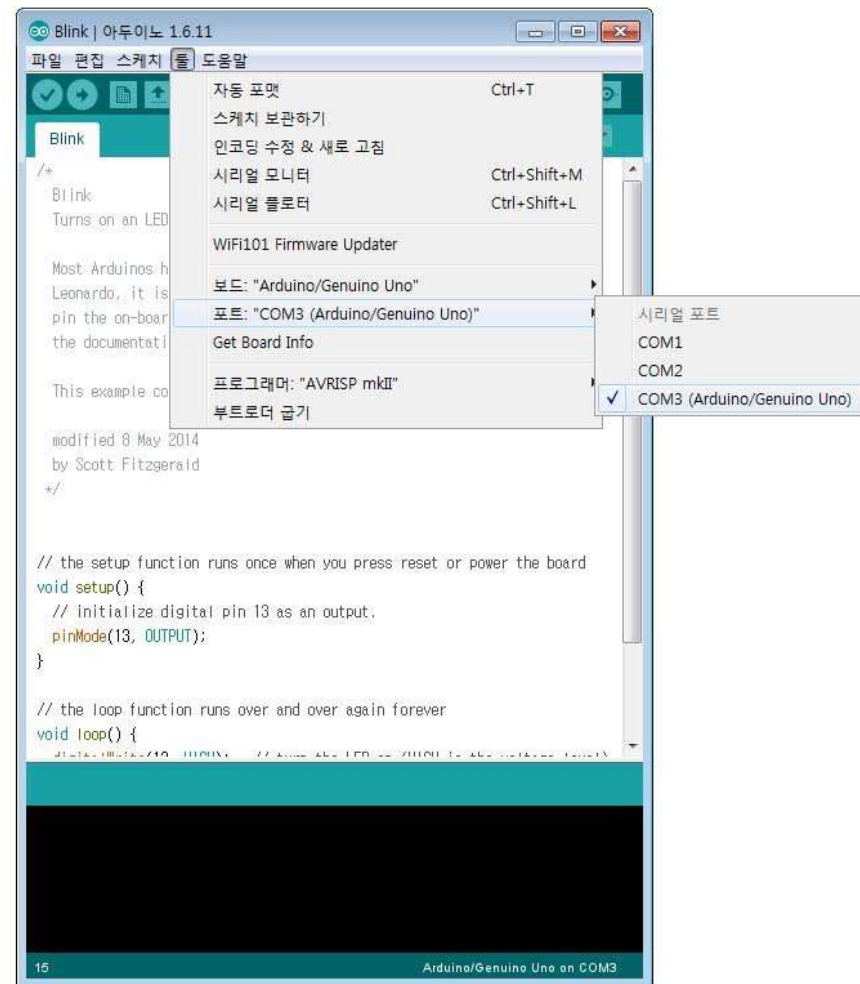 Blink | 아두이노 1.6.11
파일 편집 스케치 툴 도움말
자동 포맷 Ctrl+T
스케치 보관하기
인코딩 수정 & 새로 고침
시리얼 모니터 Ctrl+Shift+M
시리얼 플로터 Ctrl+Shift+L
WiFi101 Firmware Updater
보드: "Arduino/Genuino Uno"
포트: "COM3 (Arduino/Genuino Uno)"
Get Board Info
프로그래머: "AVRISP mkII"
부트로더 굽기
시리얼 포트
COM1
COM2
COM3 (Arduino/Genuino Uno)
Blink
/*
Blink
Turns on an LED
Most Arduinos h
Leonardo, it is
pin the on-boar
the documentati
This example co
modified 8 May 2014
by Scott Fitzgerald
*/
// the setup function runs once when you press reset or power the board
void setup() {
// initialize digital pin 13 as an output.
pinMode(13, OUTPUT);
}
// the loop function runs over and over again forever
void loop() {
15
Arduino/Genuino Uno on COM3